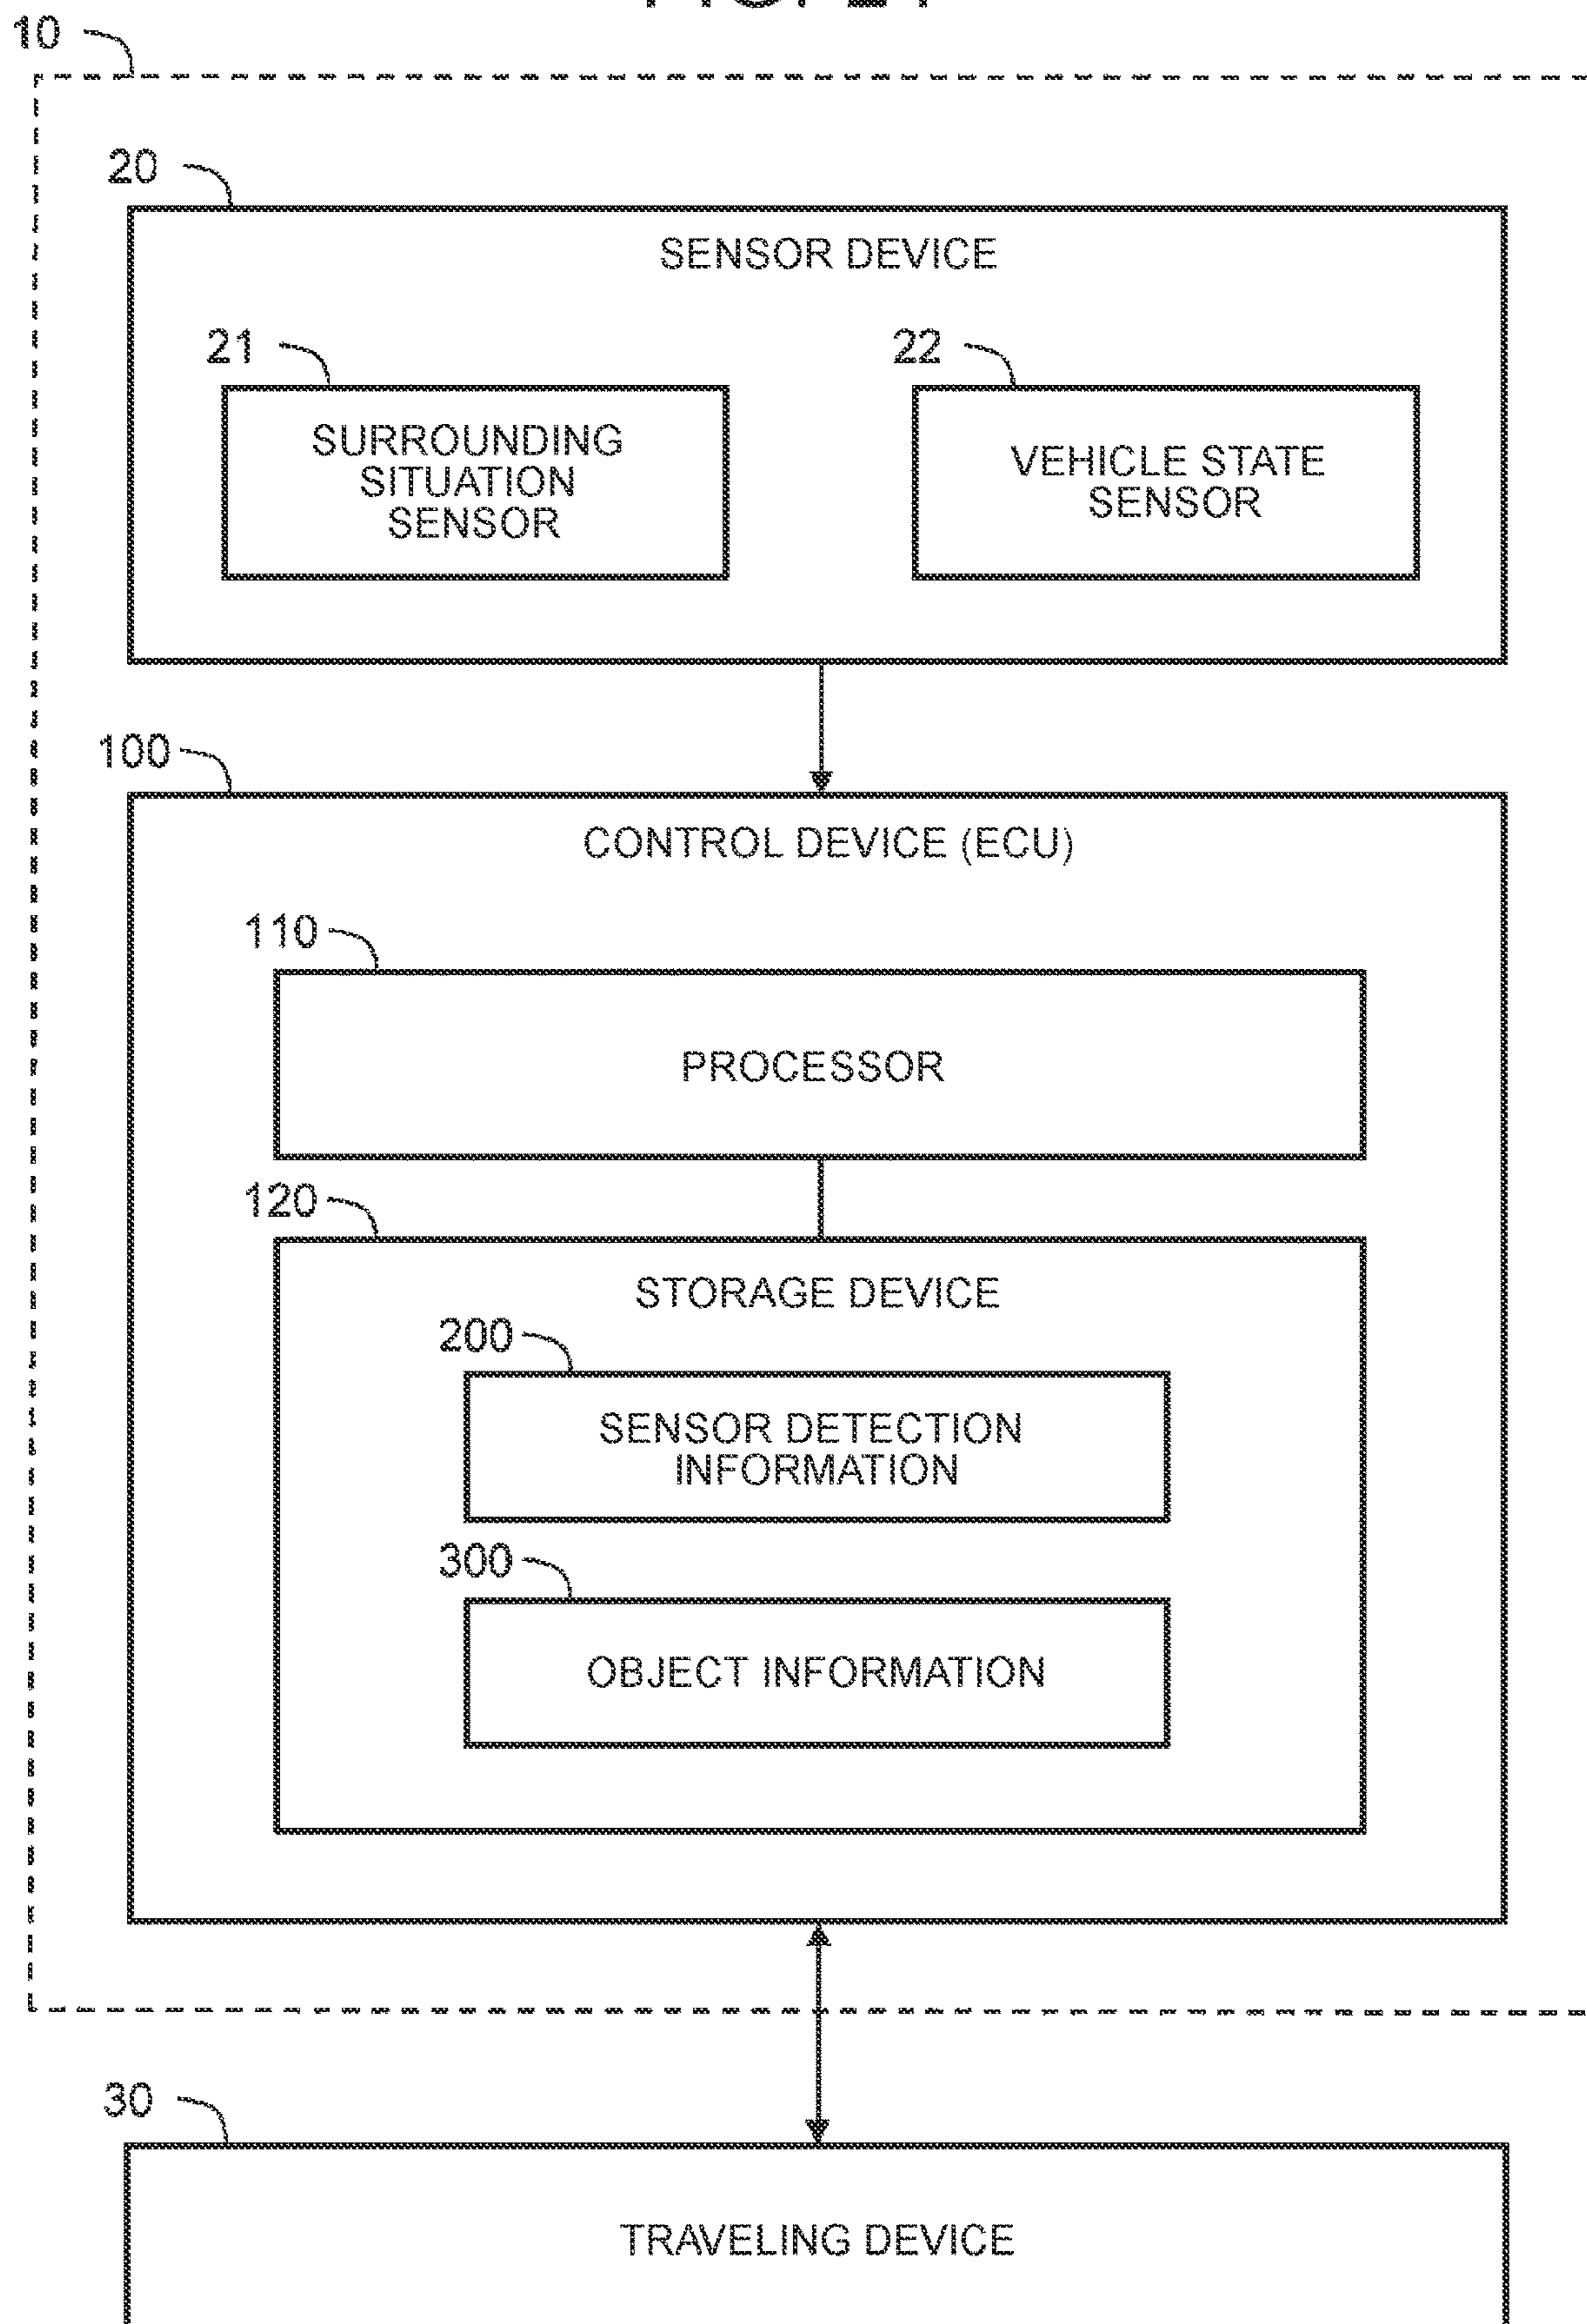 10
20
SENSOR DEVICE
21
22
SURROUNDING
SITUATION
SENSOR
VEHICLE STATE
SENSOR
100
CONTROL DEVICE (ECU)
110
PROCESSOR
120
STORAGE DEVICE
200
SENSOR DETECTION
INFORMATION
300
OBJECT INFORMATION
30
TRAVELING DEVICE